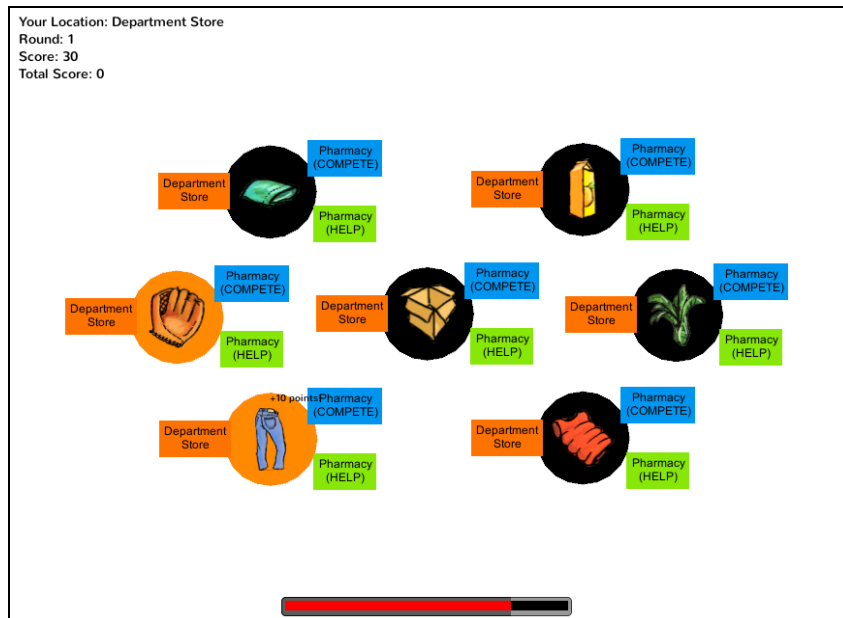 Your Location: Department Store
Round: 1
Score: 30
Total Score: 0
Pharmacy
(COMPETE)
Department
Store
Pharmacy
(HELP)
Pharmacy
(COMPETE)
Department
Store
Pharmacy
(HELP)
Pharmacy
(COMPETE)
Department
Store
Pharmacy
(HELP)
Pharmacy
(COMPETE)
Department
Store
Pharmacy
(HELP)
Pharmacy
(COMPETE)
Department
Store
Pharmacy
(HELP)
+10 points!
Pharmacy
(COMPETE)
Department
Store
Pharmacy
(HELP)
Pharmacy
(COMPETE)
Department
Store
Pharmacy
(HELP)